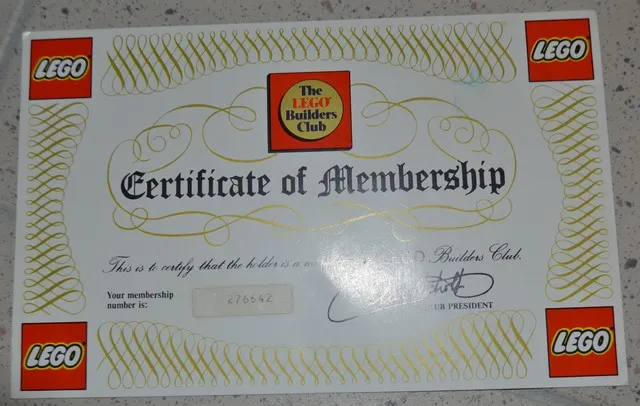 LEGO
LEGO
The
LEGO
Builders
Club
Certificate of Membership
This is to certify that the holder is a O Builders Club.
Your membership
number is:
276642
UB PRESIDENT
LEGO
LEGO